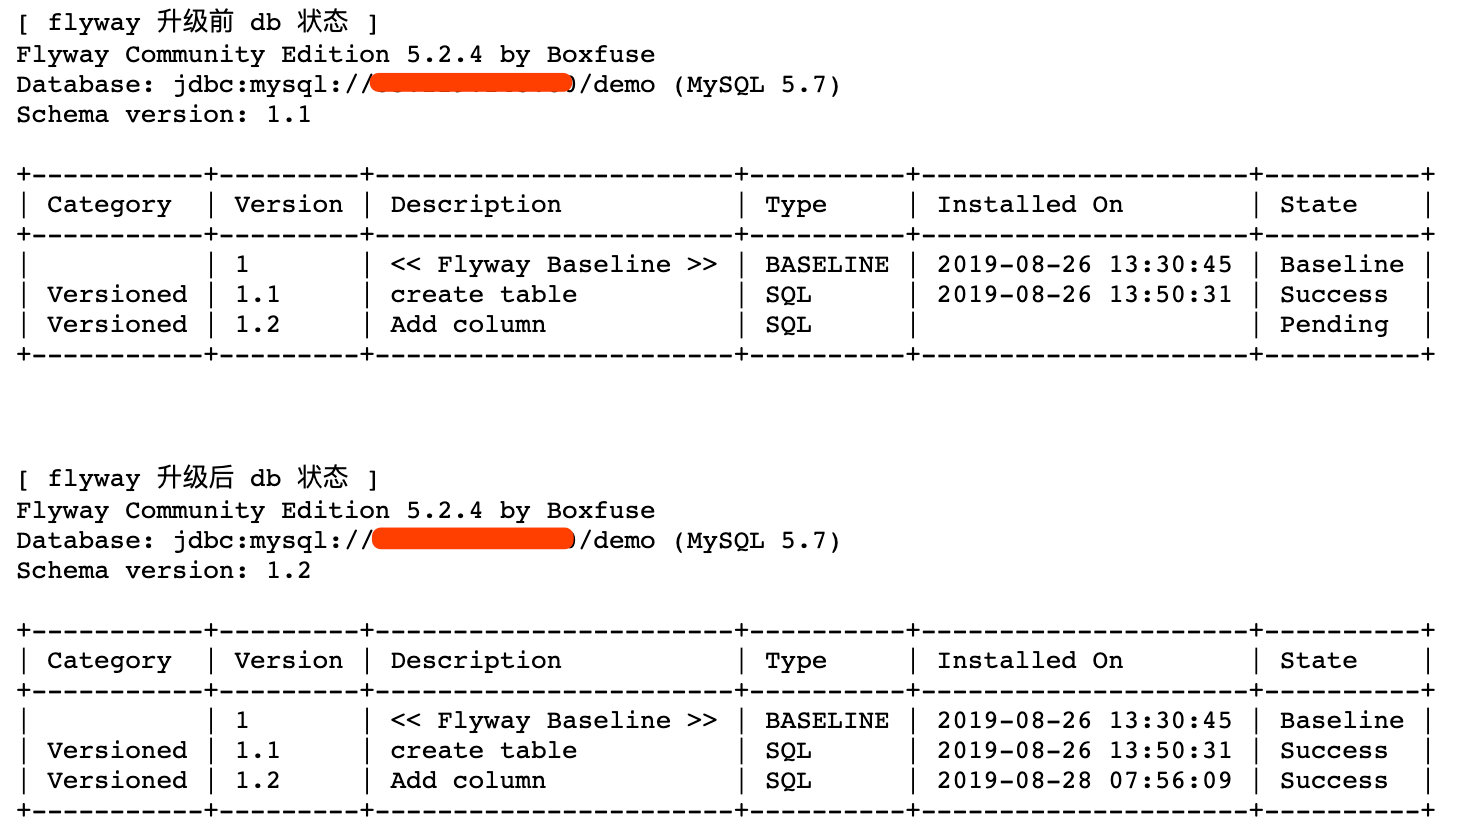 [ flyway 升级前 db 状态 ]
Flyway Community Edition 5.2.4 by Boxfuse
Database: jdbc:mysql:///demo (MySQL 5.7)
Schema version: 1.1
+-----------+---------+-----------------------+----------+---------------------+----------+
| Category | Version | Description | Type | Installed On | State |
+-----------+---------+-----------------------+----------+---------------------+----------+
| | 1 | << Flyway Baseline >> | BASELINE | 2019-08-26 13:30:45 | Baseline |
| Versioned | 1.1 | create table | SQL | 2019-08-26 13:50:31 | Success |
| Versioned | 1.2 | Add column | SQL | | Pending |
+-----------+---------+-----------------------+----------+---------------------+----------+
[ flyway 升级后 db 状态 ]
Flyway Community Edition 5.2.4 by Boxfuse
Database: jdbc:mysql:///demo (MySQL 5.7)
Schema version: 1.2
+-----------+---------+-----------------------+----------+---------------------+----------+
| Category | Version | Description | Type | Installed On | State |
+-----------+---------+-----------------------+----------+---------------------+----------+
| | 1 | << Flyway Baseline >> | BASELINE | 2019-08-26 13:30:45 | Baseline |
| Versioned | 1.1 | create table | SQL | 2019-08-26 13:50:31 | Success |
| Versioned | 1.2 | Add column | SQL | 2019-08-28 07:56:09 | Success |
+-----------+---------+-----------------------+----------+---------------------+----------+